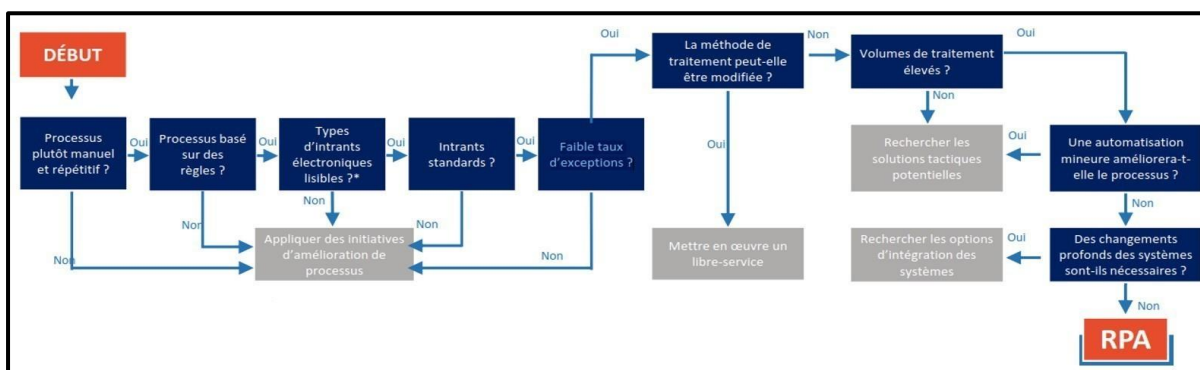 DÉBUT
Processus
plutôt manuel
et répétitif ?
Oui
Non
Processus basé
sur des
règles ?
Oui
Non
Types
d’intrants
électroniques
lisibles ?*
Oui
Non
Intrants
standards ?
Oui
Non
Faible taux
d’exceptions ?
Oui
Non
Appliquer des initiatives
d’amélioration de
processus
La méthode de
traitement peut-elle
être modifiée ?
Non
Oui
Mettre en œuvre un
libre-service
Volumes de traitement
élevés ?
Oui
Non
Rechercher les
solutions tactiques
potentielles
Oui
Une automatisation
mineure améliorera-t-
elle le processus ?
Non
Rechercher les options
d’intégration des
systèmes
Oui
Des changements
profonds des systèmes
sont-ils nécessaires ?
Non
RPA